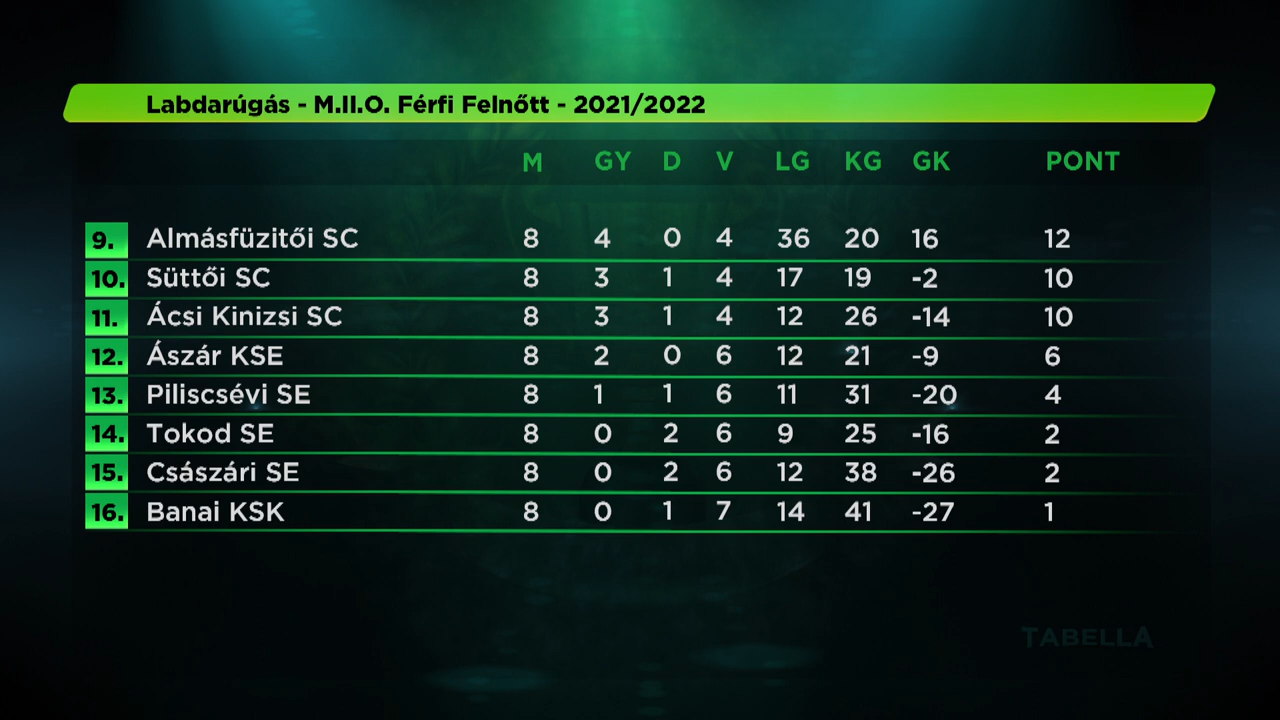 Labdarúgás - M.II.O. Férfi Felnőtt - 2021/2022
M GY D V LG KG GK PONT
9. Almásfüzitői SC 8 4 0 4 36 20 16 12
10. Süttői SC 8 3 1 4 17 19 -2 10
11. Ácsi Kinizsi SC 8 3 1 4 12 26 -14 10
12. Ászár KSE 8 2 0 6 12 21 -9 6
13. Piliscsévi SE 8 1 1 6 11 31 -20 4
14. Tokod SE 8 0 2 6 9 25 -16 2
15. Császári SE 8 0 2 6 12 38 -26 2
16. Banai KSK 8 0 1 7 14 41 -27 1
TABELLA